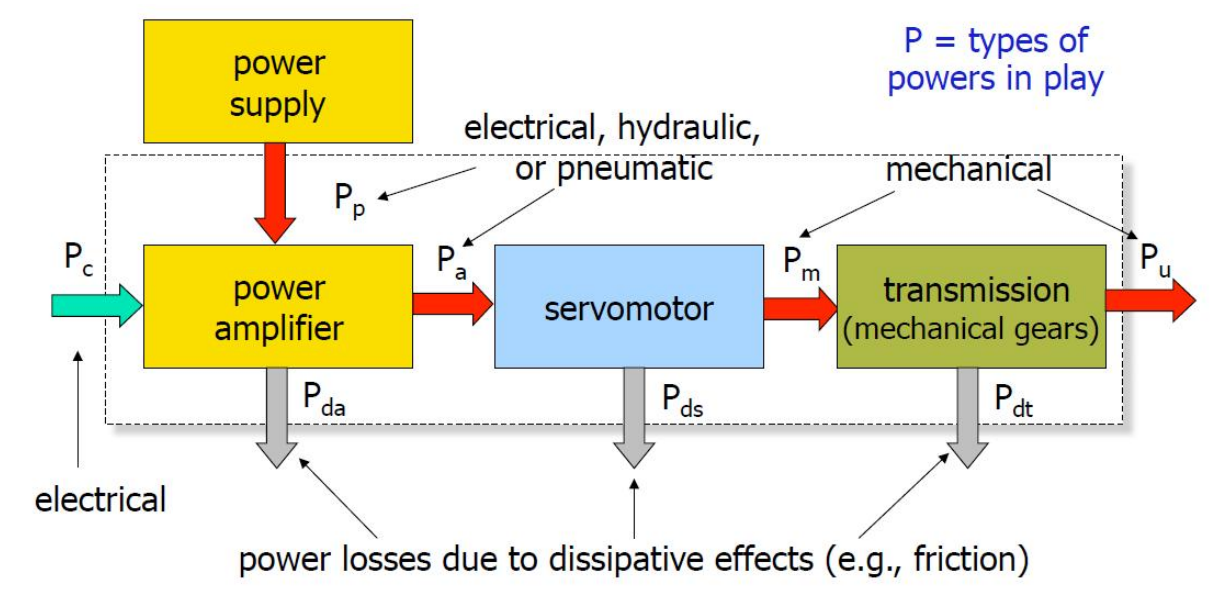 power
supply
P = types of
powers in play
electrical, hydraulic,
or pneumatic
mechanical
Pp
Pc
power
amplifier
Pa
servomotor
Pm
transmission
(mechanical gears)
Pu
Pda
Pds
Pdt
electrical
power losses due to dissipative effects (e.g., friction)